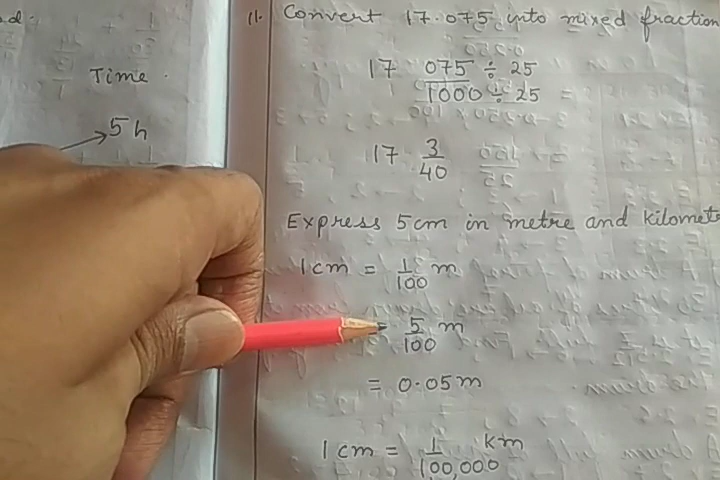 d.
Time.
5h
11. Convert 17.075 into mixed fraction
17 075 ÷ 25
1000 ÷ 25
17 3/40
Express 5cm in metre and
1cm = 1/100 m
5/100 m
= 0.05m
1cm = 1/100,000 km